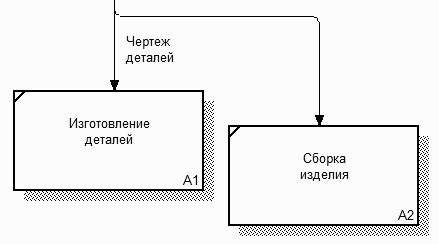 Чертеж
деталей
Изготовление
деталей
A1
Сборка
изделия
A2